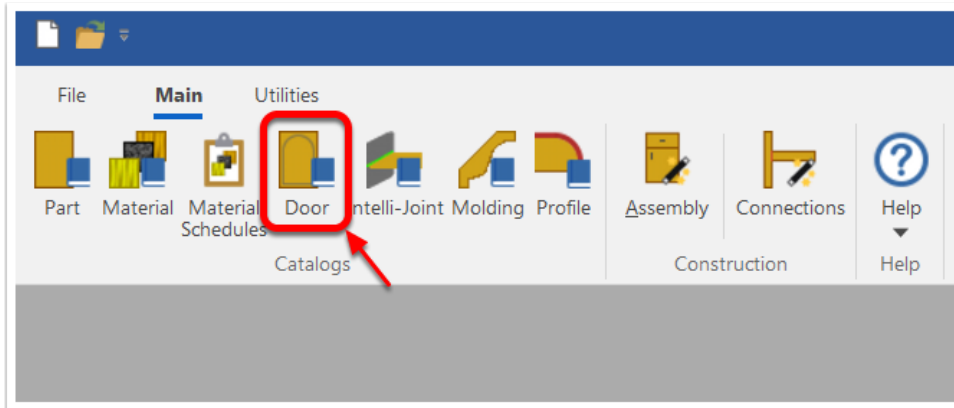 File Main Utilities
Part Material Material Schedules Door ntelli-Joint Molding Profile Assembly Connections Help
Catalogs Construction Help